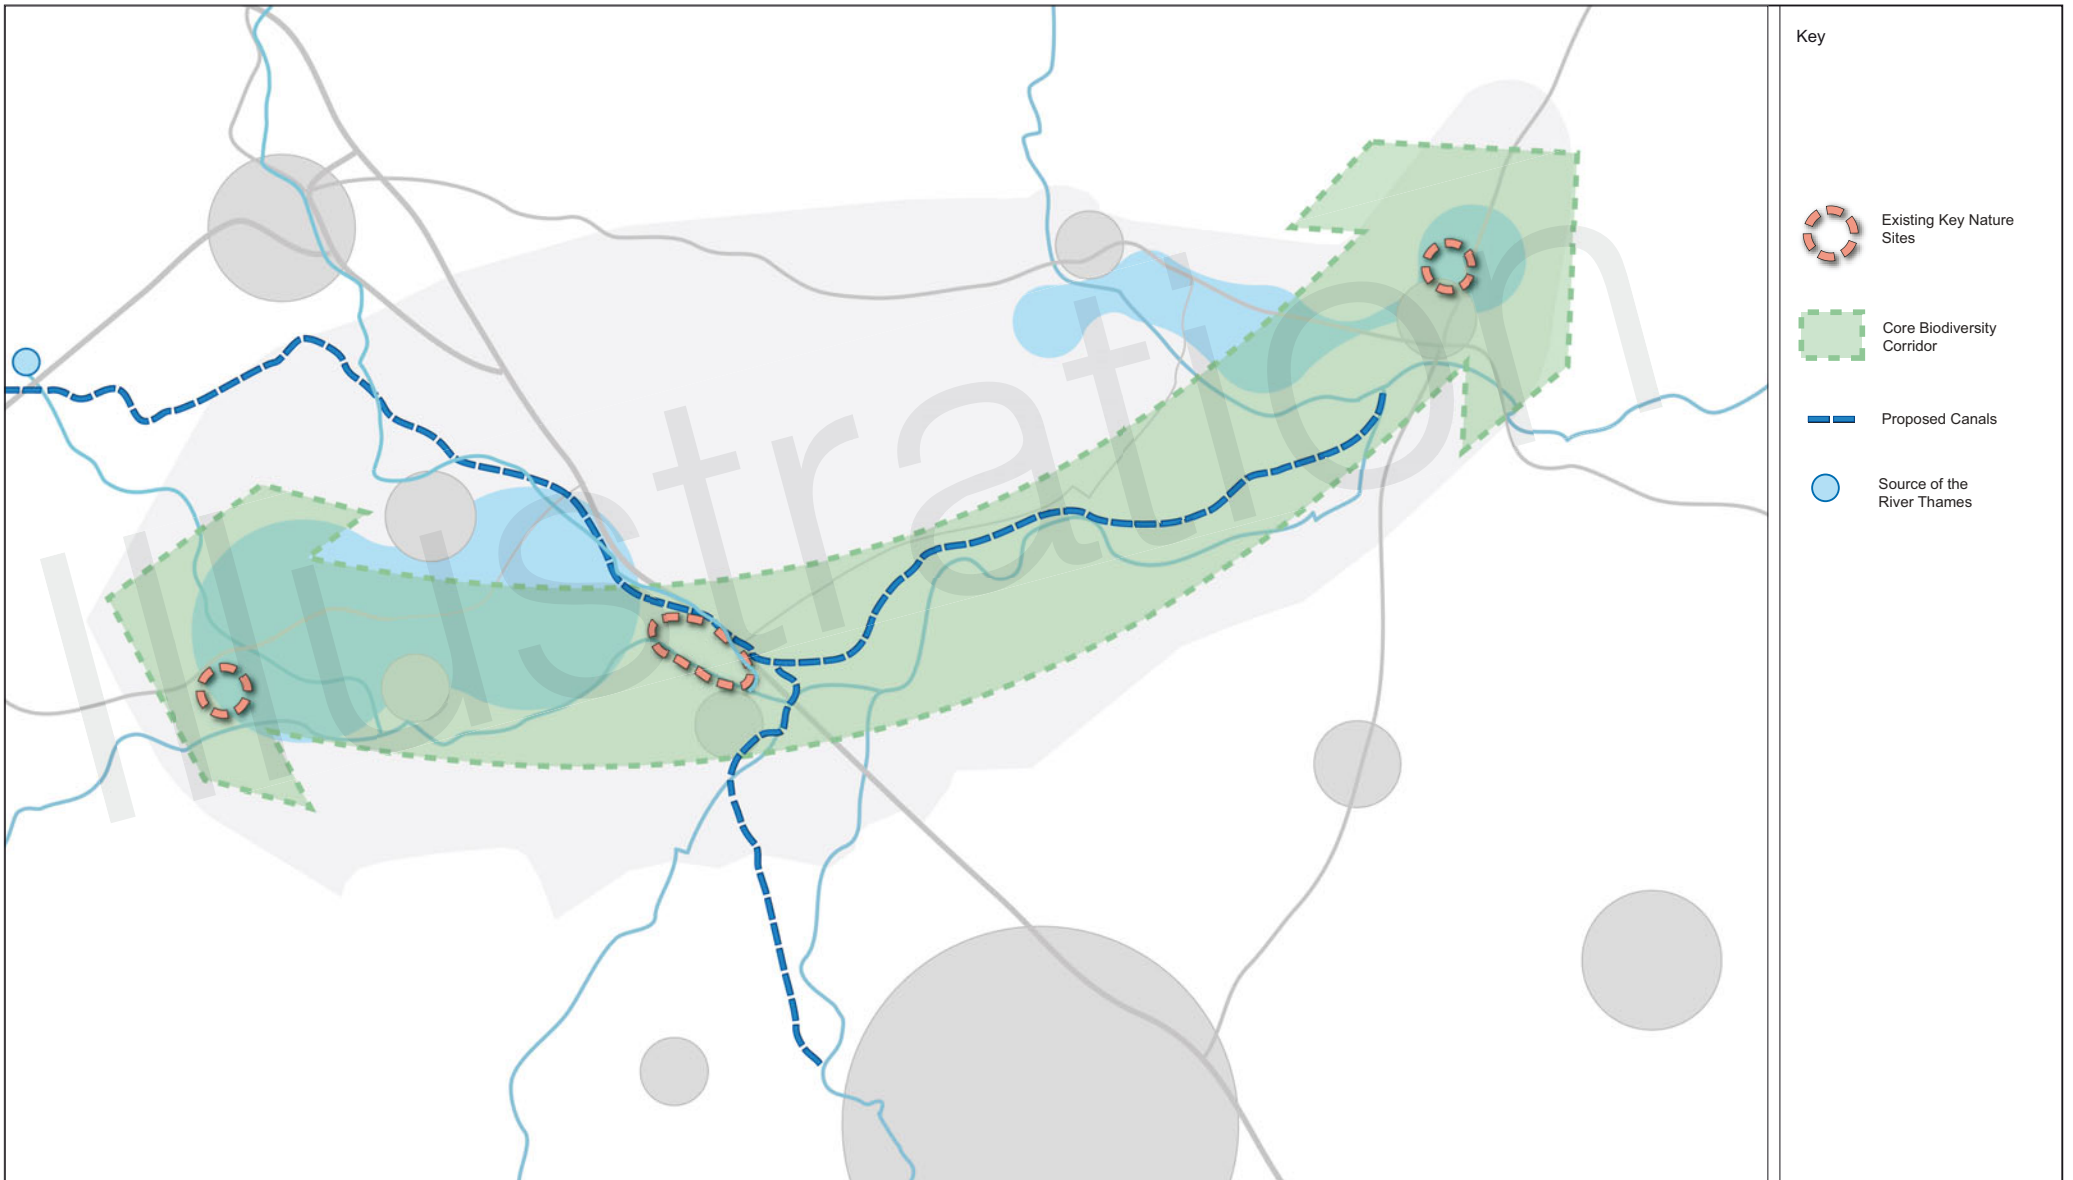 Key
Existing Key Nature
Sites
Core Biodiversity
Corridor
Proposed Canals
Source of the
River Thames
Illustration